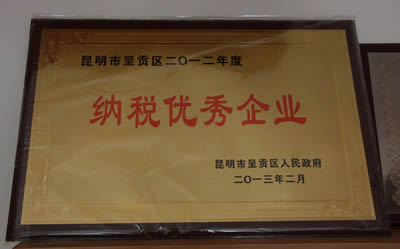 昆明市呈贡区二〇一二年度
纳税优秀企业
昆明市呈贡区人民政府
二〇一三年二月